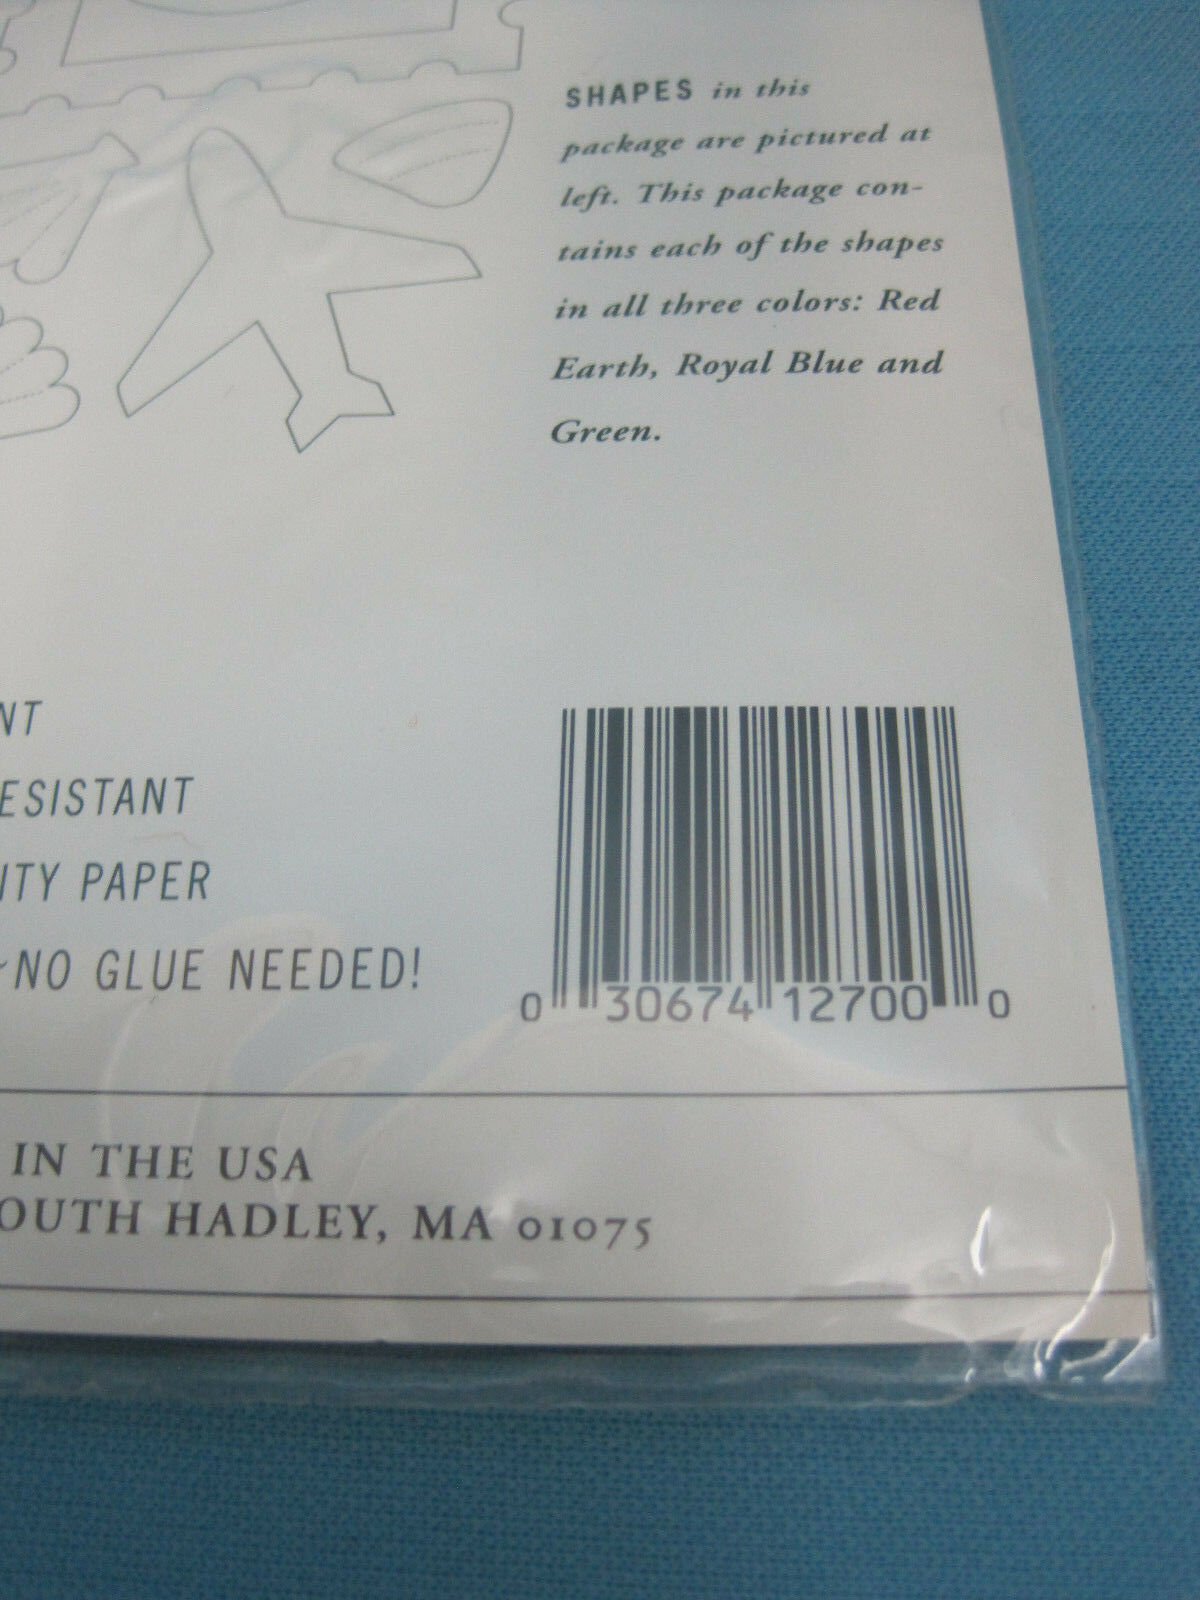 SHAPES in this
package are pictured at
left. This package con-
tains each of the shapes
in all three colors: Red
Earth, Royal Blue and
Green.
NT
ESISTANT
ITY PAPER
~NO GLUE NEEDED!
0 30674 12700 0
IN THE USA
OUTH HADLEY, MA 01075